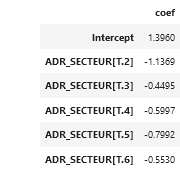 coef
Intercept 1.3960
ADR_SECTEUR[T.2] -1.1369
ADR_SECTEUR[T.3] -0.4495
ADR_SECTEUR[T.4] -0.5997
ADR_SECTEUR[T.5] -0.7992
ADR_SECTEUR[T.6] -0.5530